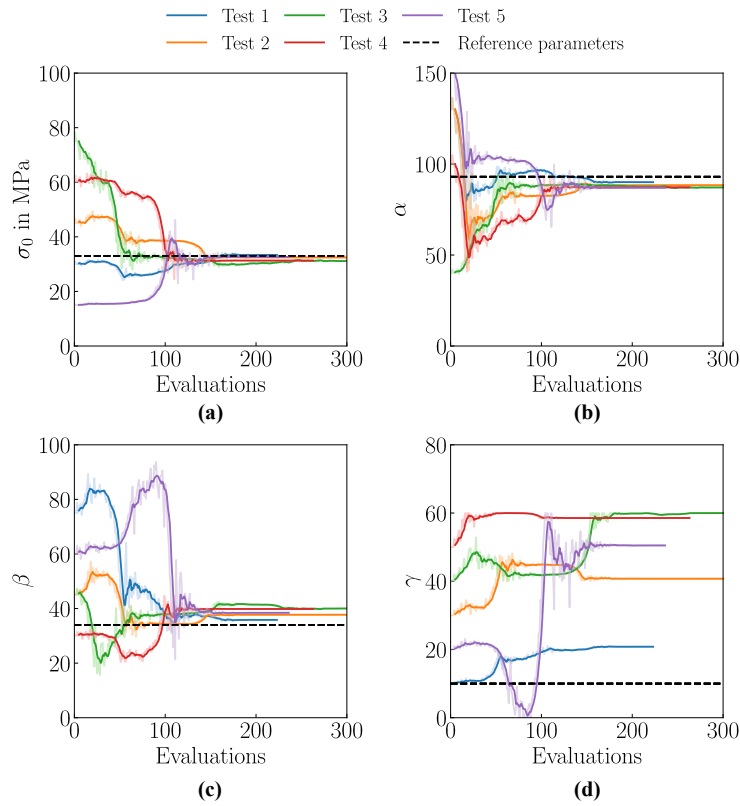 Test 1 Test 3 Test 5
Test 2 Test 4 Reference parameters
100
80
60
40
20
0
σ₀ in MPa
0 100 200 300
Evaluations
(a)
150
100
50
0
α
0 100 200 300
Evaluations
(b)
100
80
60
40
20
0
β
0 100 200 300
Evaluations
(c)
80
60
40
20
0
γ
0 100 200 300
Evaluations
(d)